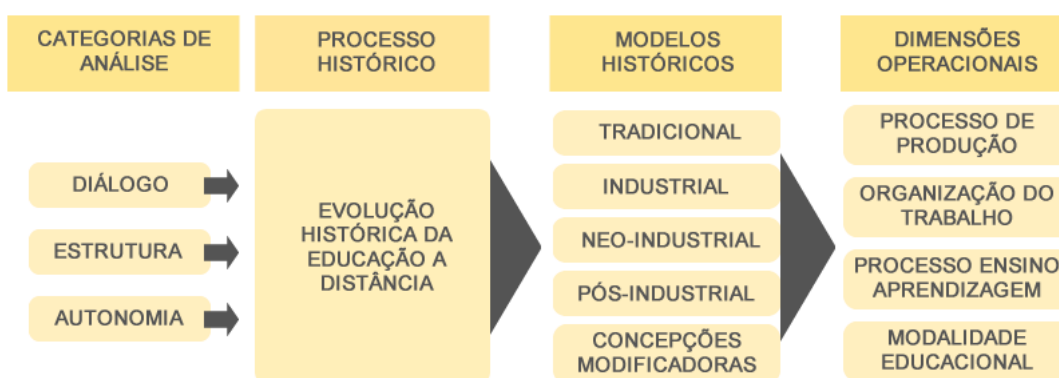 CATEGORIAS DE
ANÁLISE
DIÁLOGO
ESTRUTURA
AUTONOMIA
PROCESSO
HISTÓRICO
EVOLUÇÃO
HISTÓRICA DA
EDUCAÇÃO A
DISTÂNCIA
MODELOS
HISTÓRICOS
TRADICIONAL
INDUSTRIAL
NEO-INDUSTRIAL
PÓS-INDUSTRIAL
CONCEPÇÕES
MODIFICADORAS
DIMENSÕES
OPERACIONAIS
PROCESSO DE
PRODUÇÃO
ORGANIZAÇÃO DO
TRABALHO
PROCESSO ENSINO
APRENDIZAGEM
MODALIDADE
EDUCACIONAL